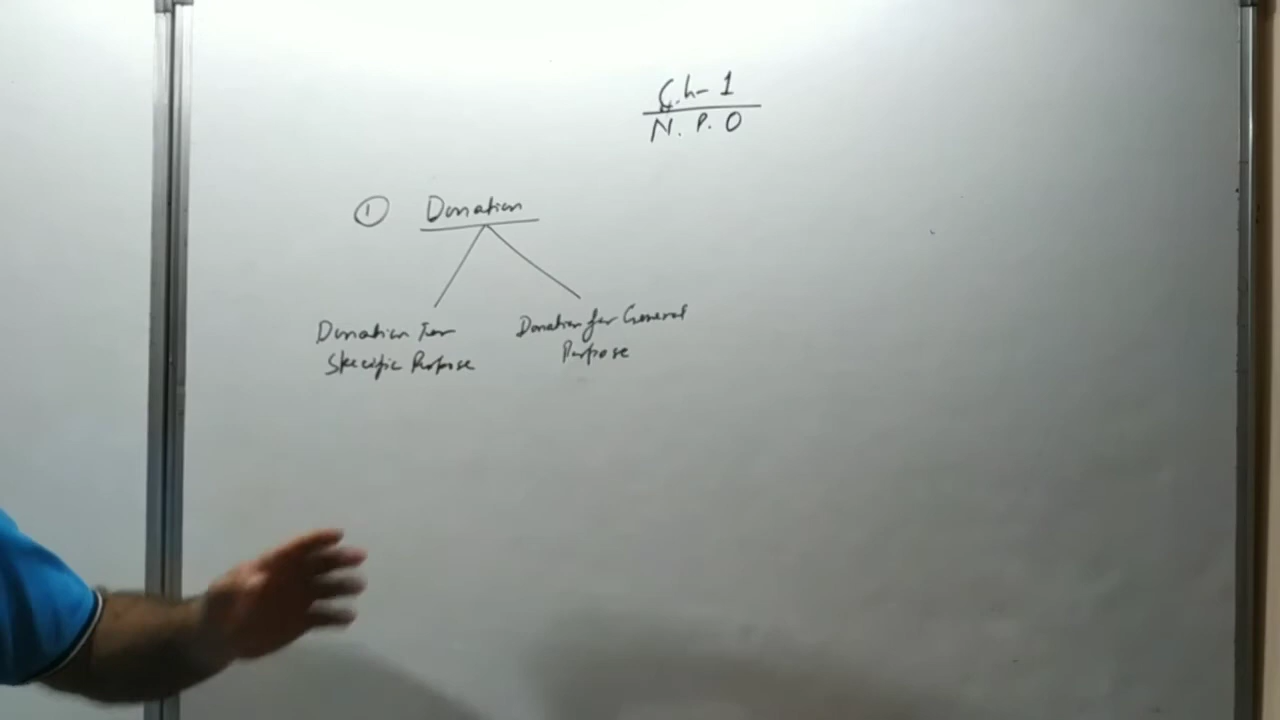 Ch-1
N.P.O
① Donation
Donation For
Specific Purpose
Donation for General
Purpose